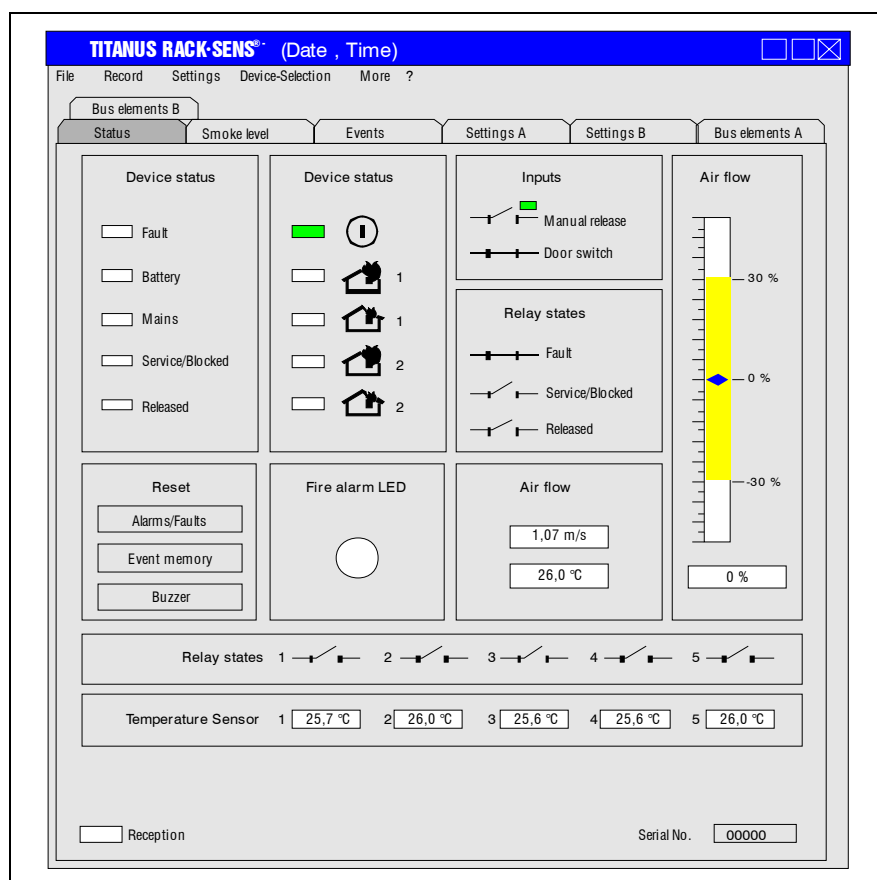 TITANUS RACK·SENS®- (Date , Time)
File Record Settings Device-Selection More ?
Bus elements B
Status Smoke level Events Settings A Settings B Bus elements A
Device status
Fault
Battery
Mains
Service/Blocked
Released
Device status
1
1
2
2
Inputs
Manual release
Door switch
Relay states
Fault
Service/Blocked
Released
Air flow
30 %
0 %
-30 %
0 %
Reset
Alarms/Faults
Event memory
Buzzer
Fire alarm LED
Air flow
1,07 m/s
26,0 °C
Relay states 1 2 3 4 5
Temperature Sensor 1 25,7 °C 2 26,0 °C 3 25,6 °C 4 25,6 °C 5 26,0 °C
Reception
Serial No. 00000